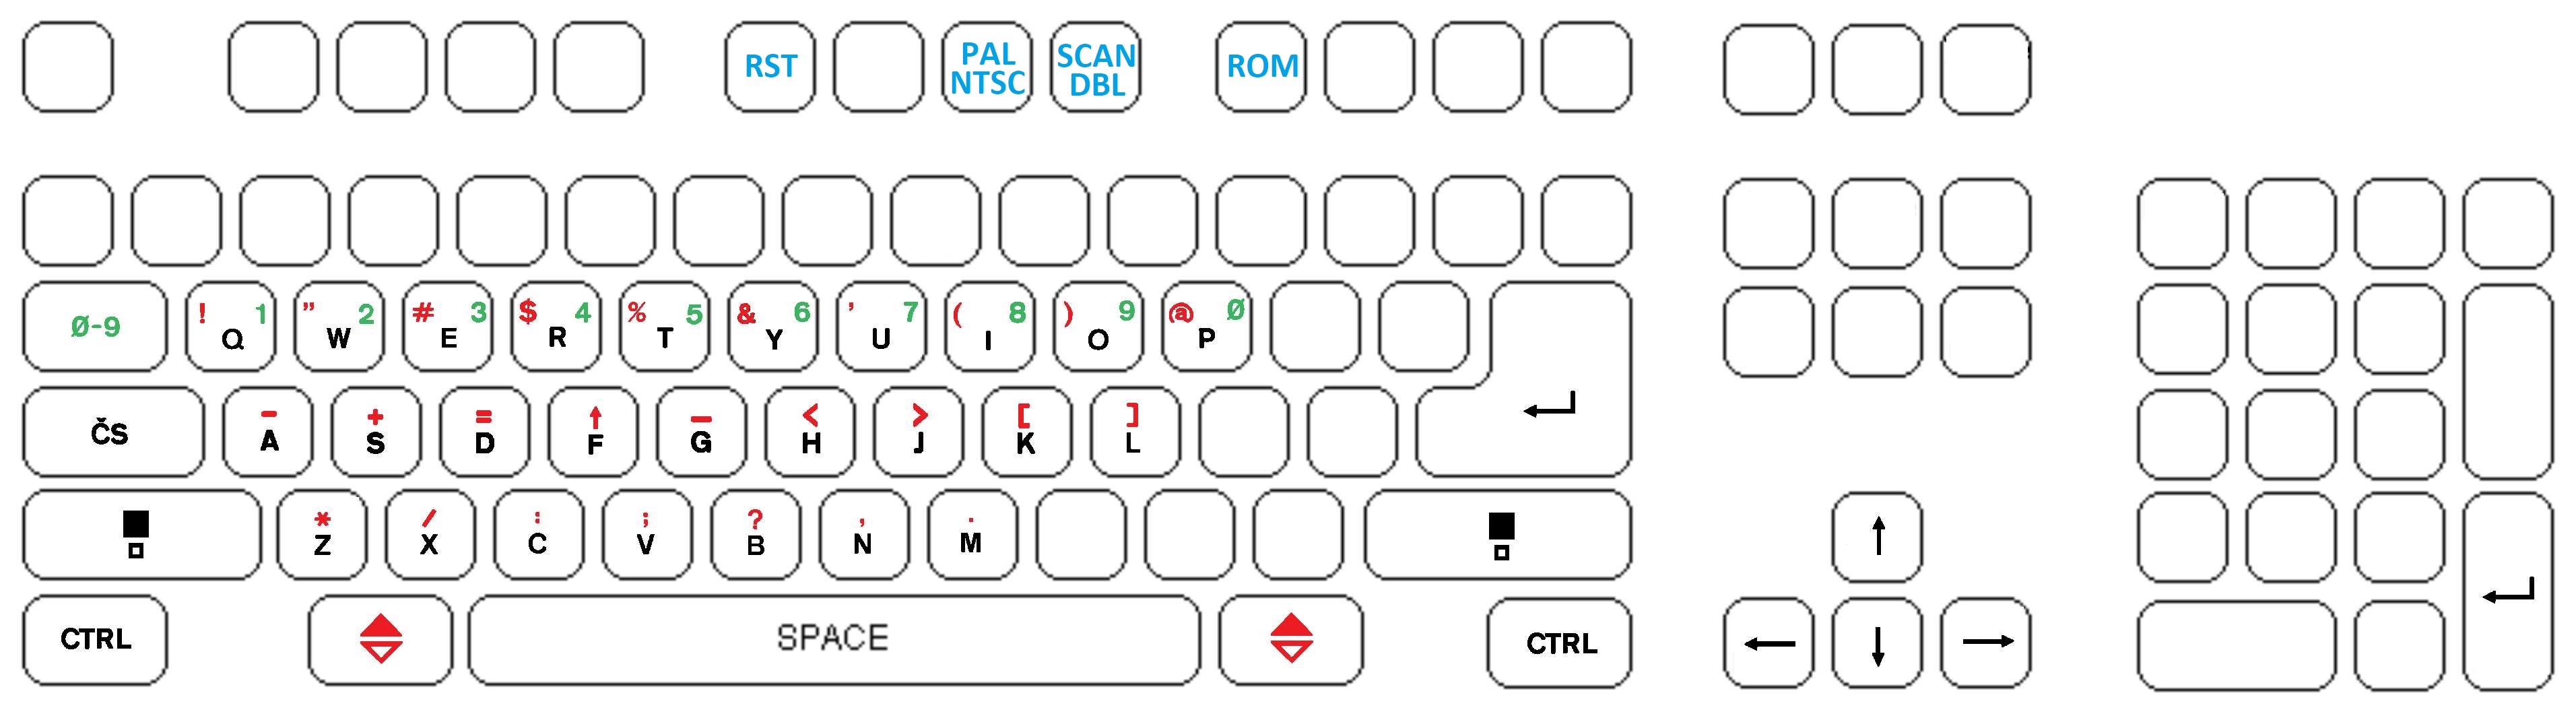 RST PAL NTSC SCAN DBL ROM
Ø-9 ! 1 Q " 2 W # 3 E $ 4 R % 5 T & 6 Y ' 7 U ( 8 I ) 9 O @ Ø P
ČS - A + S = D ↑ F _ G < H > J [ K ] L ↵
* Z / X : C ; V ? B , N . M ↑
CTRL SPACE CTRL ← ↓ → ↵